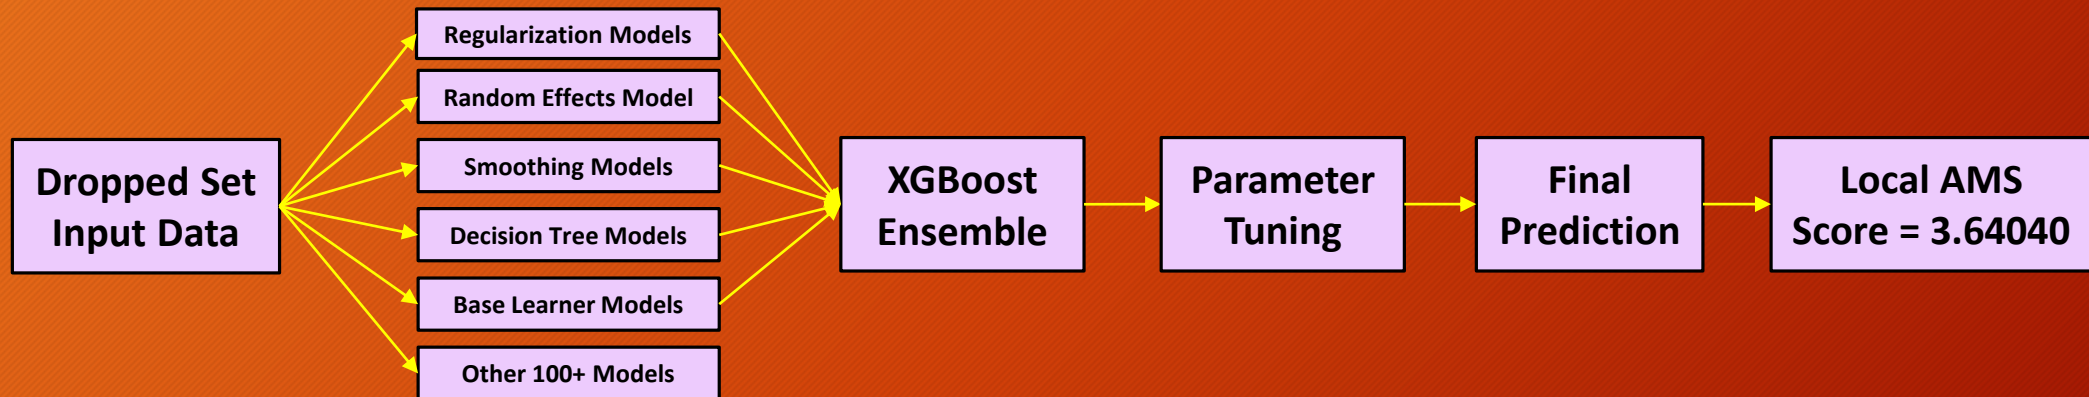 Regularization Models
Random Effects Model
Smoothing Models
Decision Tree Models
Base Learner Models
Other 100+ Models
Dropped Set
Input Data
XGBoost
Ensemble
Parameter
Tuning
Final
Prediction
Local AMS
Score = 3.64040